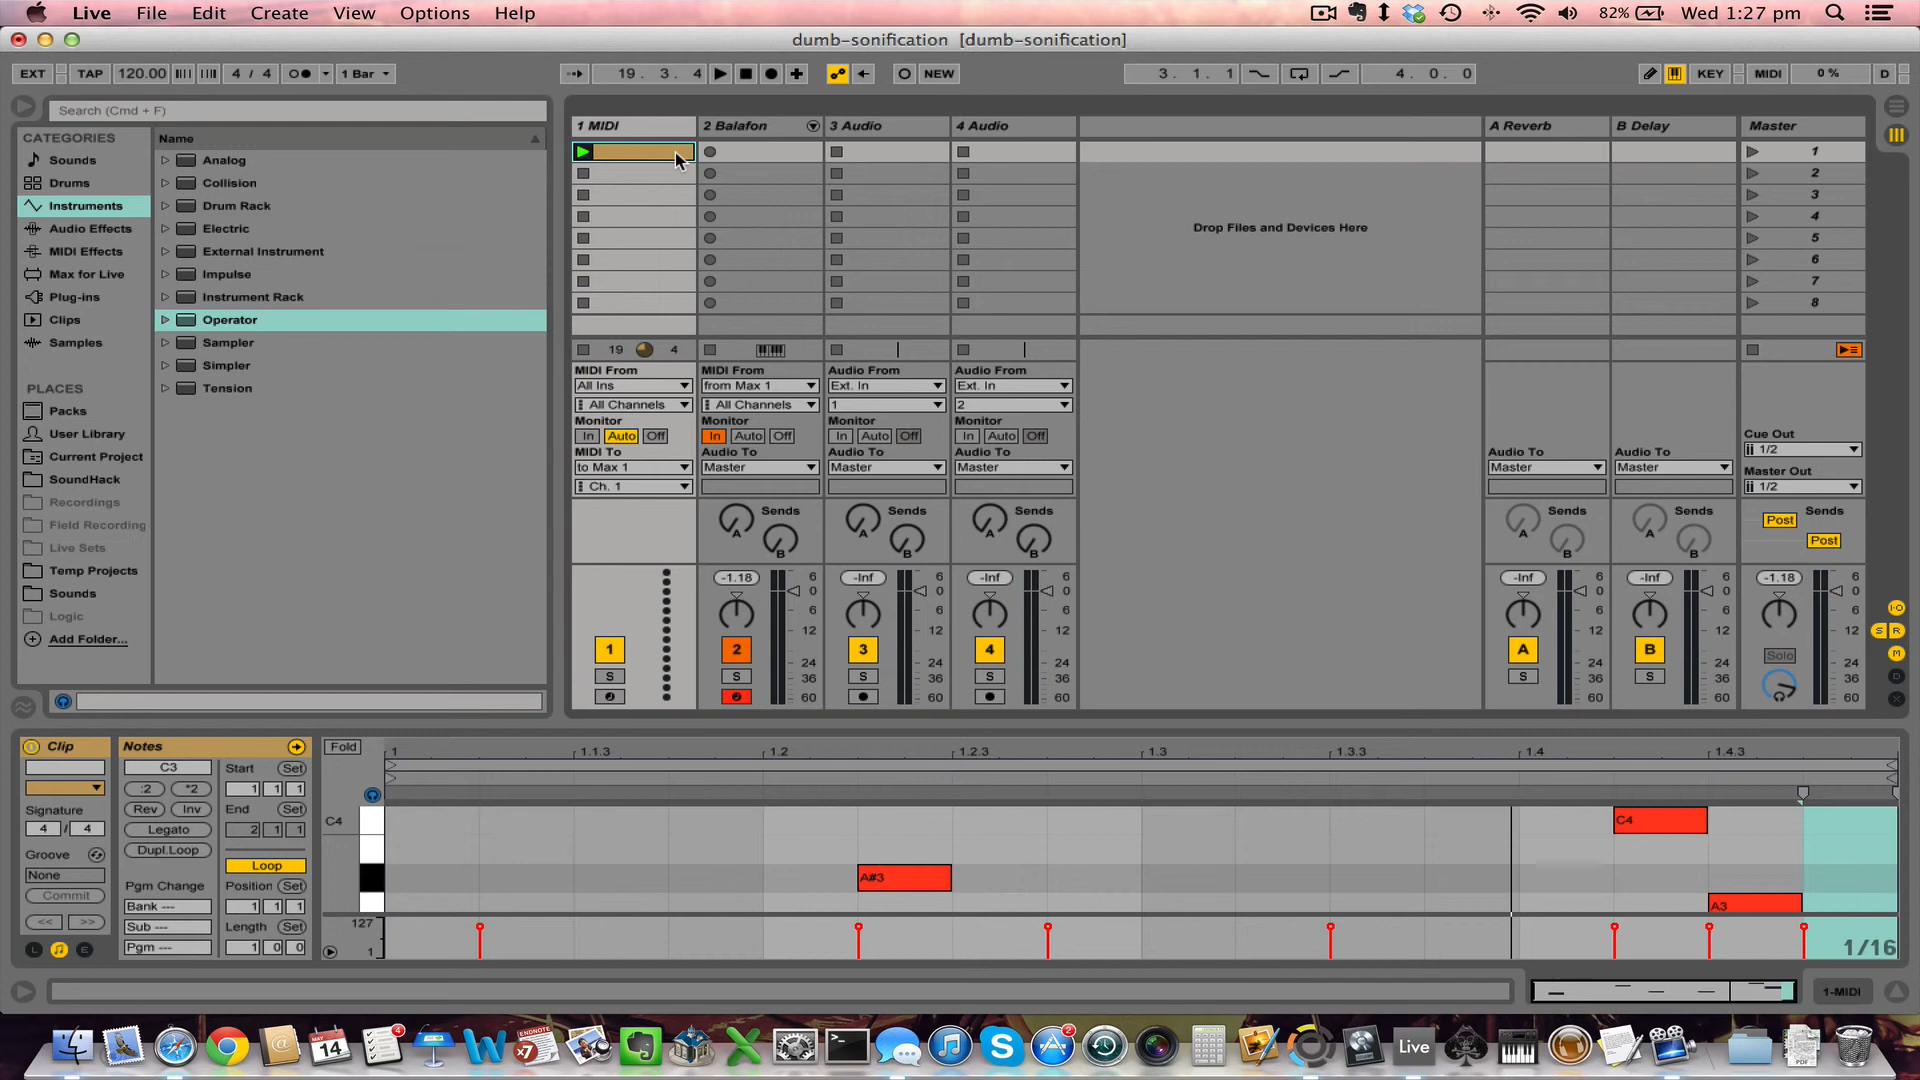 Live File Edit Create View Options Help 82% Wed 1:27 pm
dumb-sonification [dumb-sonification]
EXT TAP 120.00 4 / 4 1 Bar 19. 3. 4 NEW 3. 1. 1 4. 0. 0 KEY MIDI 0 % D
Search (Cmd + F)
CATEGORIES
Sounds
Drums
Instruments
Audio Effects
MIDI Effects
Max for Live
Plug-ins
Clips
Samples
PLACES
Packs
User Library
Current Project
SoundHack
Recordings
Field Recording
Live Sets
Temp Projects
Sounds
Logic
Add Folder...
Name
Analog
Collision
Drum Rack
Electric
External Instrument
Impulse
Instrument Rack
Operator
Sampler
Simpler
Tension
1 MIDI 2 Balafon 3 Audio 4 Audio A Reverb B Delay Master
1
2
3
4
5
6
7
8
Drop Files and Devices Here
19 4
MIDI From MIDI From Audio From Audio From
All Ins from Max 1 Ext. In Ext. In
All Channels All Channels 1 2
Monitor Monitor Monitor Monitor
In Auto Off In Auto Off In Auto Off In Auto Off
MIDI To Audio To Audio To Audio To Audio To Audio To
to Max 1 Master Master Master Master Master
Ch. 1
Cue Out
1/2
Master Out
1/2
Sends Sends Sends Sends Sends Sends
A B A B A B A B A B Post Post
-1.18 -Inf -Inf -Inf -Inf -1.18
6 0 6 12 24 36 60
6 0 6 12 24 36 60
6 0 6 12 24 36 60
6 0 6 12 24 36 60
6 0 6 12 24 36 60
6 0 6 12 24 36 60
1 2 3 4 A B Solo
S S S S S S
I-O
S R
M
D
X
Clip
Signature
4 / 4
Groove
None
Commit
<< >>
L E
Notes
C3
:2 *2
Rev Inv
Legato
Dupl.Loop
Pgm Change
Bank ---
Sub ---
Pgm ---
Start Set
1 1 1
End Set
2 1 1
Loop
Position Set
1 1 1
Length Set
1 0 0
Fold 1 1.1.3 1.2 1.2.3 1.3 1.3.3 1.4 1.4.3
C4 C4
A#3
A3
127
1
1/16
1-MIDI
MAY 14 4 W ENDNOTE X7 S 2 Live PDF